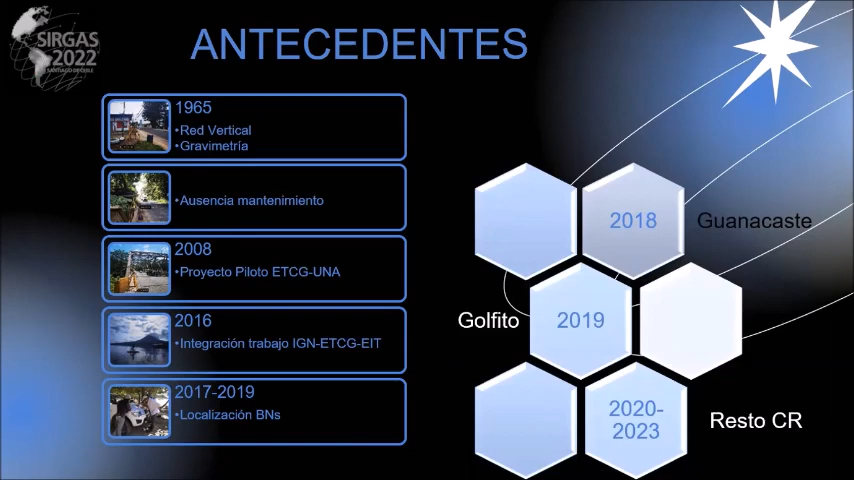 SIRGAS
2022
SANTIAGO DE CHILE
ANTECEDENTES
1965
•Red Vertical
•Gravimetría
•Ausencia mantenimiento
2008
•Proyecto Piloto ETCG-UNA
2016
•Integración trabajo IGN-ETCG-EIT
2017-2019
•Localización BNs
2018
Guanacaste
Golfito
2019
2020-
2023
Resto CR